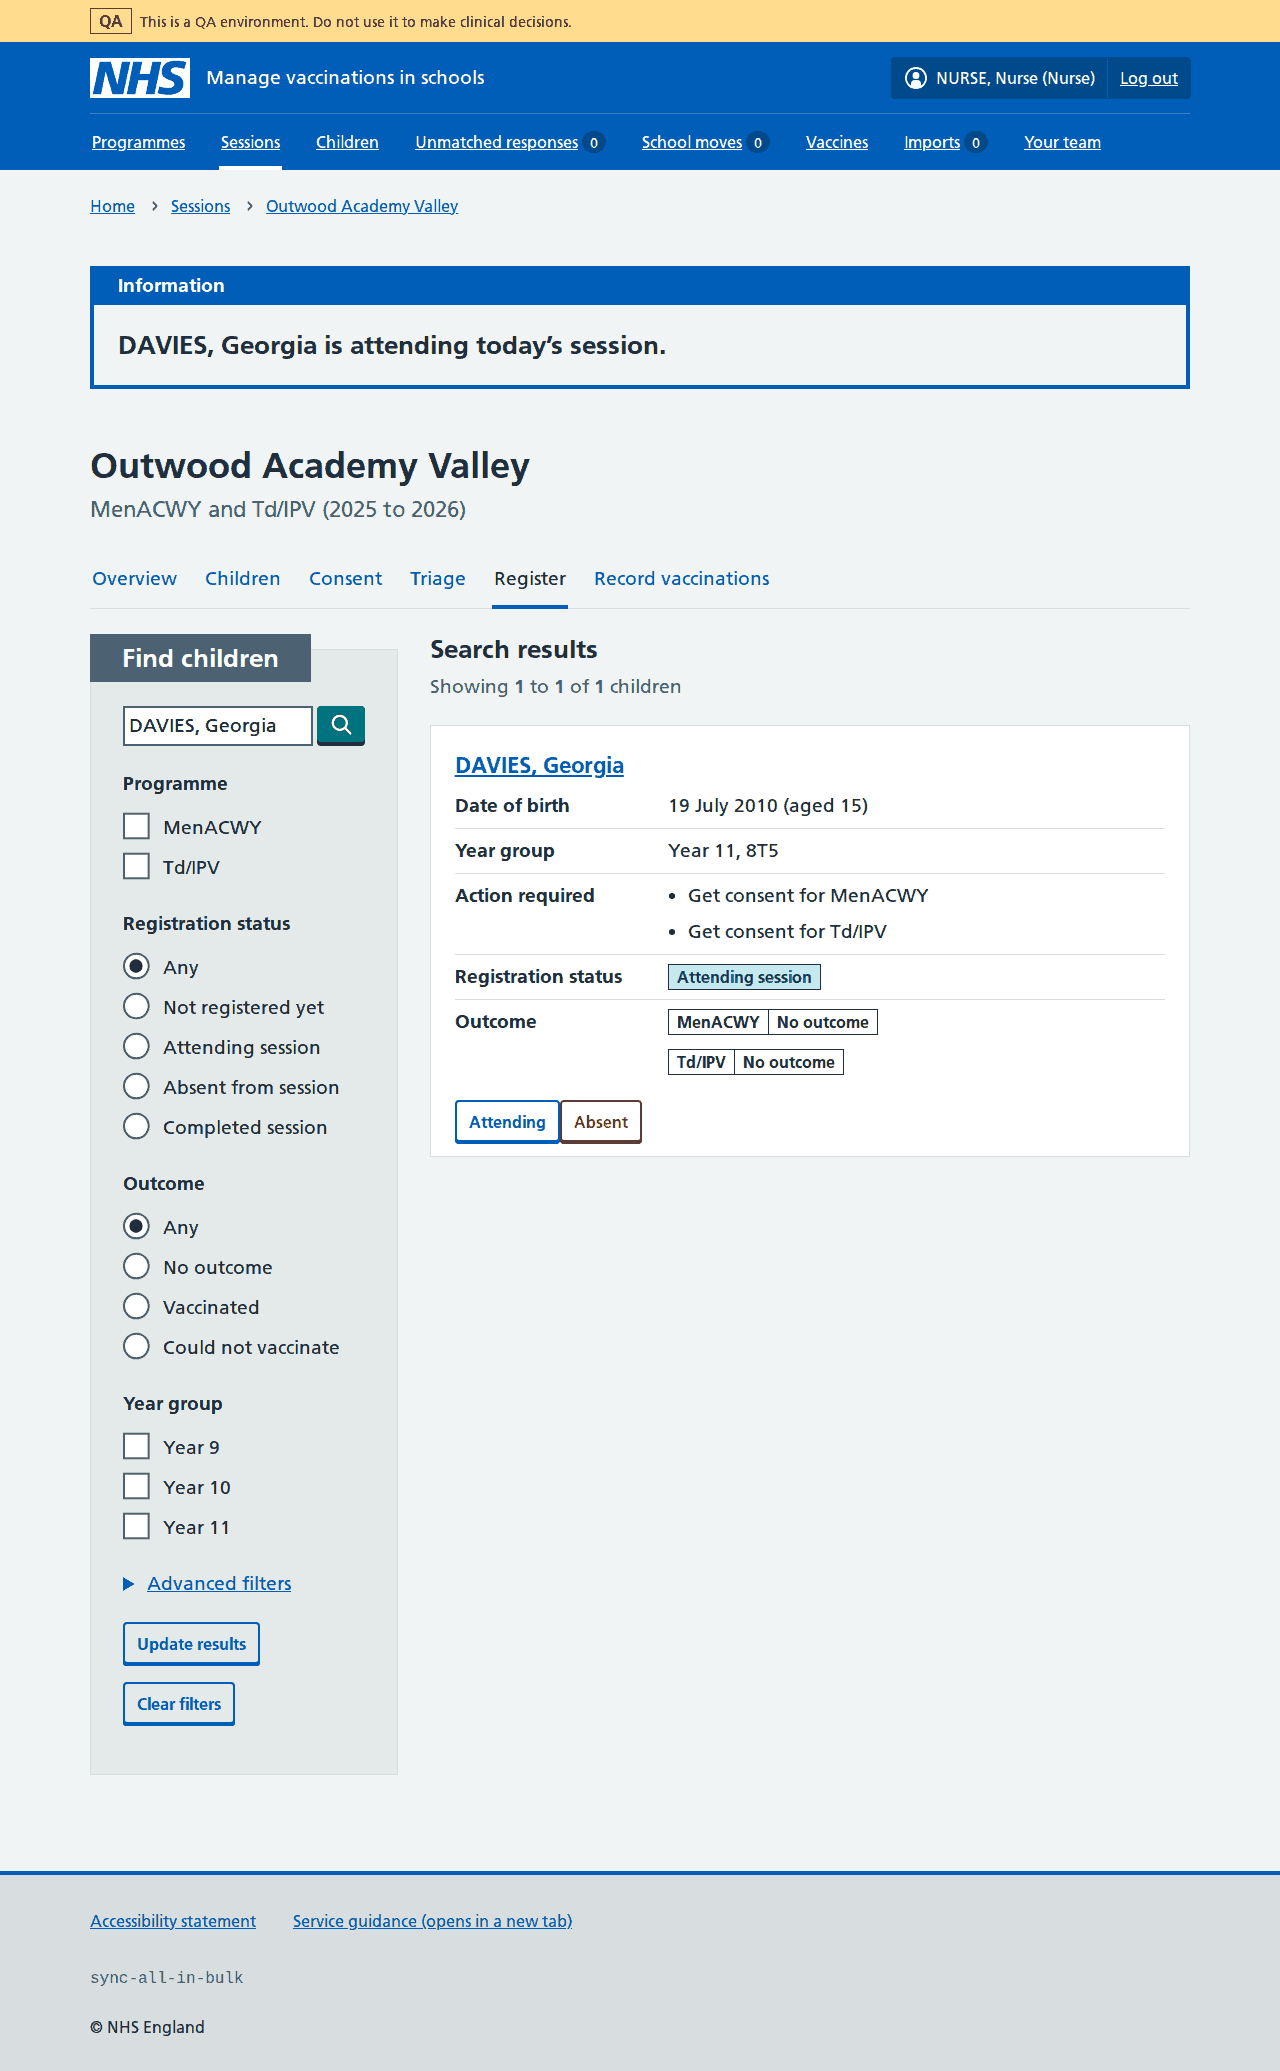 QA This is a QA environment. Do not use it to make clinical decisions.
NHS Manage vaccinations in schools NURSE, Nurse (Nurse) Log out
Programmes Sessions Children Unmatched responses 0 School moves 0 Vaccines Imports 0 Your team
Home Sessions Outwood Academy Valley
Information
DAVIES, Georgia is attending today’s session.
Outwood Academy Valley
MenACWY and Td/IPV (2025 to 2026)
Overview Children Consent Triage Register Record vaccinations
Find children
DAVIES, Georgia
Programme
MenACWY
Td/IPV
Registration status
Any
Not registered yet
Attending session
Absent from session
Completed session
Outcome
Any
No outcome
Vaccinated
Could not vaccinate
Year group
Year 9
Year 10
Year 11
Advanced filters
Update results
Clear filters
Search results
Showing 1 to 1 of 1 children
DAVIES, Georgia
Date of birth 19 July 2010 (aged 15)
Year group Year 11, 8T5
Action required • Get consent for MenACWY
• Get consent for Td/IPV
Registration status Attending session
Outcome MenACWY No outcome
Td/IPV No outcome
Attending Absent
Accessibility statement Service guidance (opens in a new tab)
sync-all-in-bulk
© NHS England